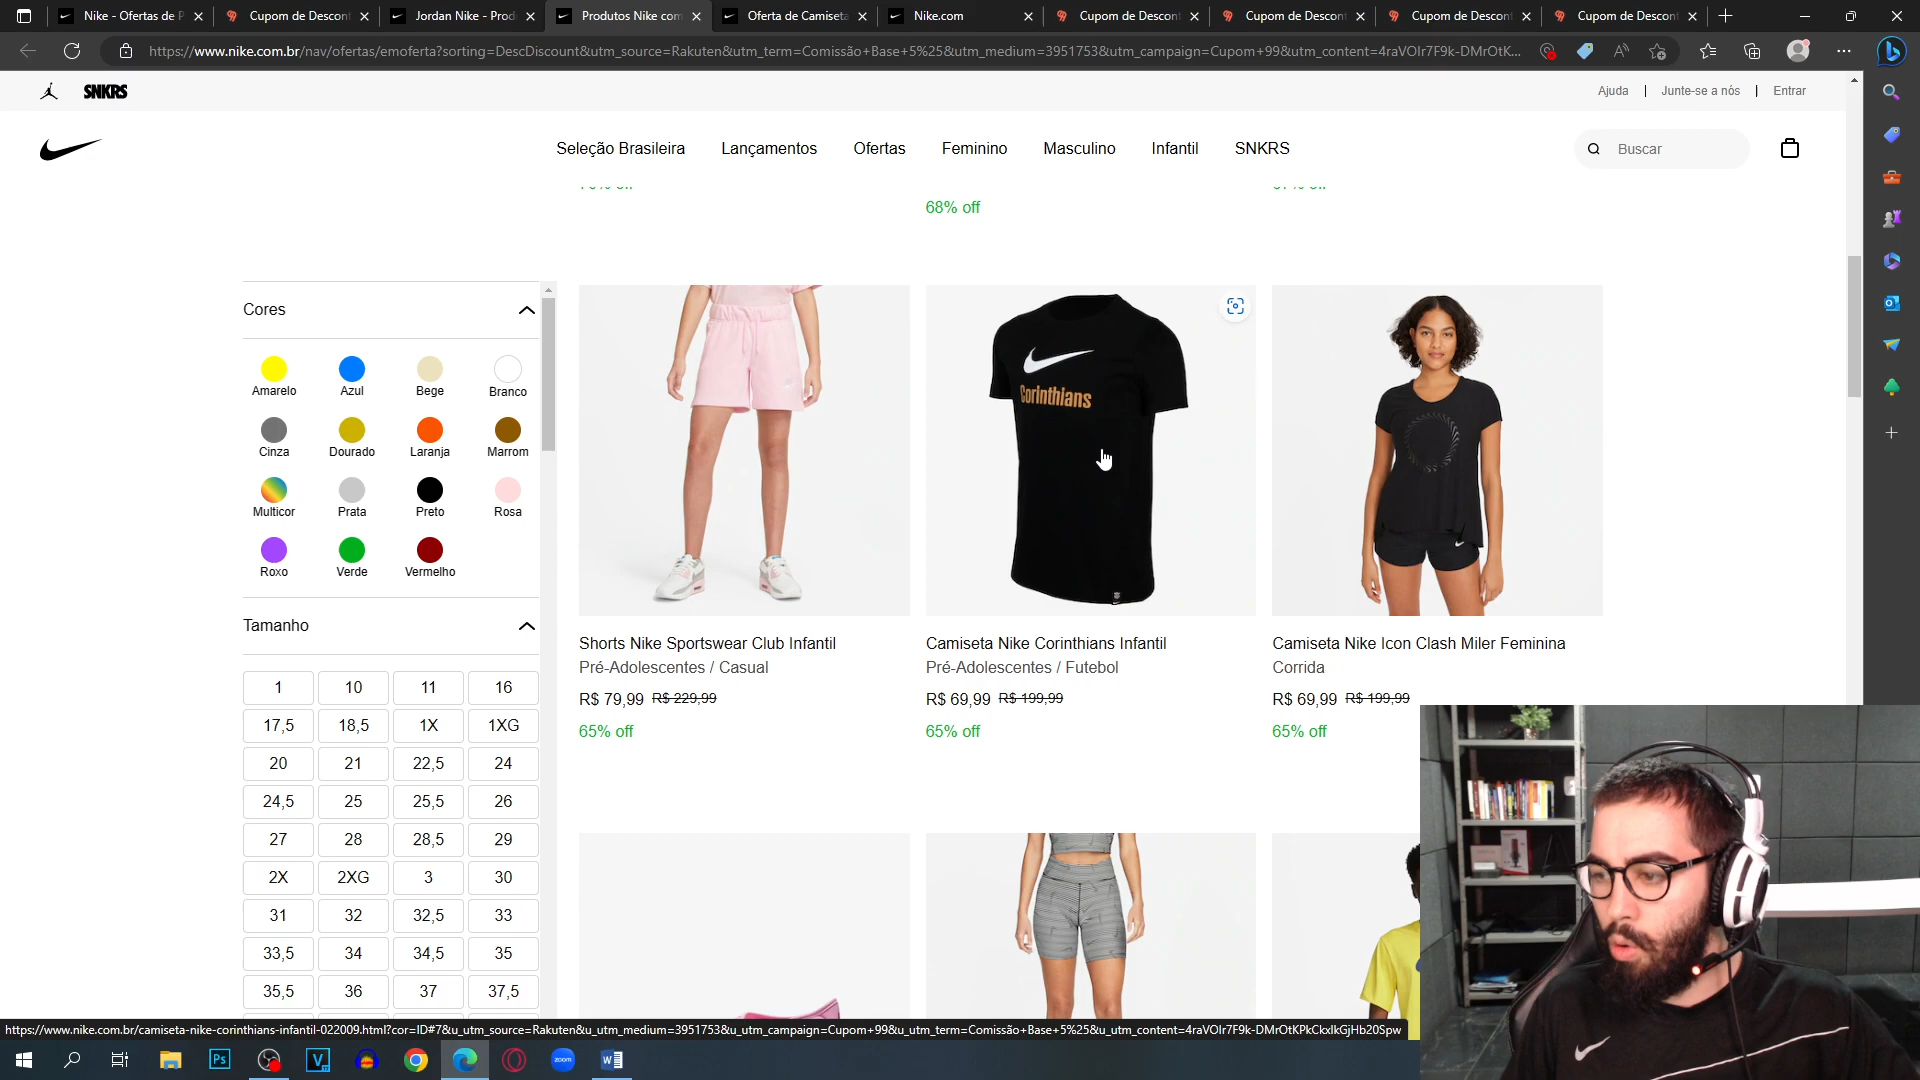 Nike - Ofertas de P
Cupom de Descon
Jordan Nike - Prod
Produtos Nike com
Oferta de Camiseta
Nike.com
Cupom de Descon
Cupom de Descon
Cupom de Descon
Cupom de Descon
https://www.nike.com.br/nav/ofertas/emoferta?sorting=DescDiscount&utm_source=Rakuten&utm_term=Comissão+Base+5%25&utm_medium=3951753&utm_campaign=Cupom+99&utm_content=4raVOIr7F9k-DMrOtK...
SNKRS
Ajuda | Junte-se a nós | Entrar
Seleção Brasileira Lançamentos Ofertas Feminino Masculino Infantil SNKRS
Buscar
68% off
Cores
Amarelo Azul Bege Branco
Cinza Dourado Laranja Marrom
Multicor Prata Preto Rosa
Roxo Verde Vermelho
Tamanho
1 10 11 16
17,5 18,5 1X 1XG
20 21 22,5 24
24,5 25 25,5 26
27 28 28,5 29
2X 2XG 3 30
31 32 32,5 33
33,5 34 34,5 35
35,5 36 37 37,5
Corinthians
Shorts Nike Sportswear Club Infantil
Pré-Adolescentes / Casual
R$ 79,99 R$ 229,99
65% off
Camiseta Nike Corinthians Infantil
Pré-Adolescentes / Futebol
R$ 69,99 R$ 199,99
65% off
Camiseta Nike Icon Clash Miler Feminina
Corrida
R$ 69,99 R$ 199,99
65% off
https://www.nike.com.br/camiseta-nike-corinthians-infantil-022009.html?cor=ID#7&u_utm_source=Rakuten&u_utm_medium=3951753&u_utm_campaign=Cupom+99&u_utm_term=Comissão+Base+5%25&u_utm_content=4raVOIr7F9k-DMrOtKPkCkxlkGjHb20Spw
Ps
V
zoom
W